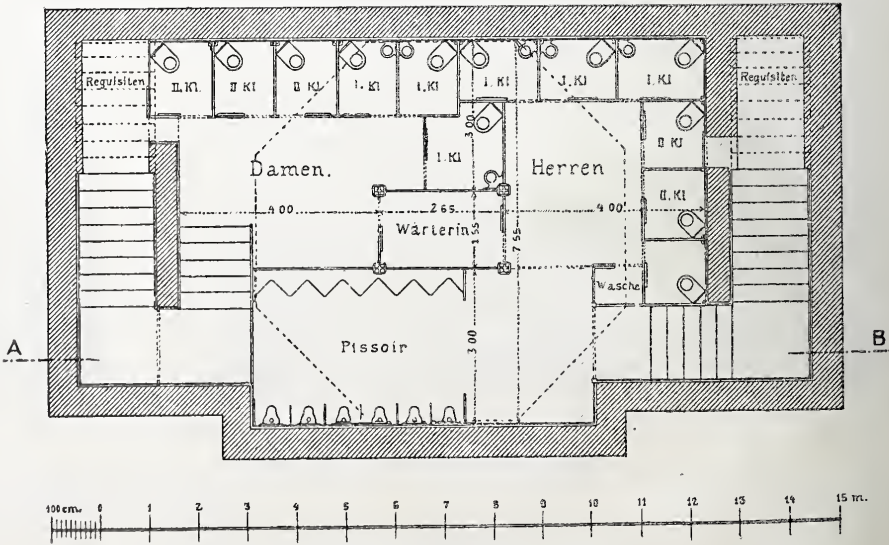 Requisiten
II. Kl.
II Kl
II Kl
I. Kl
I. Kl
I. Kl
I. Kl
I. Kl
Requisiten
II Kl
Damen.
I. Kl
3 00
Herren
II. Kl
4 00
2 65
4 00
Wärterin
1 55
7 55
Wäsche
A
Pissoir
3 00
B
100 cm. 0 1 2 3 4 5 6 7 8 9 10 11 12 13 14 15 m.